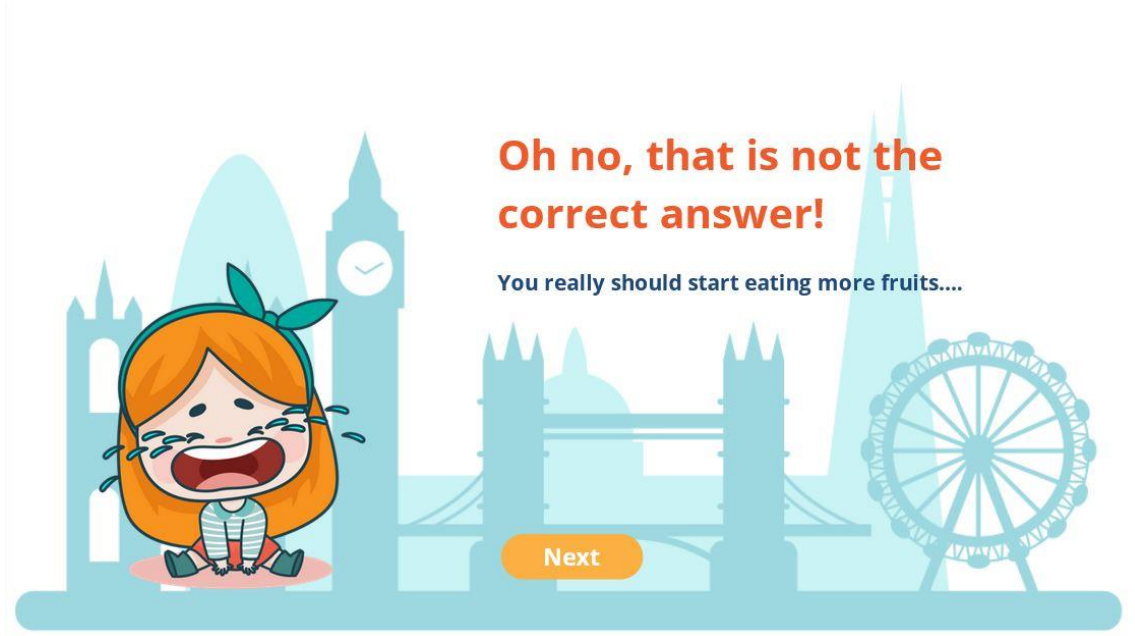 Oh no, that is not the
correct answer!
You really should start eating more fruits....
Next